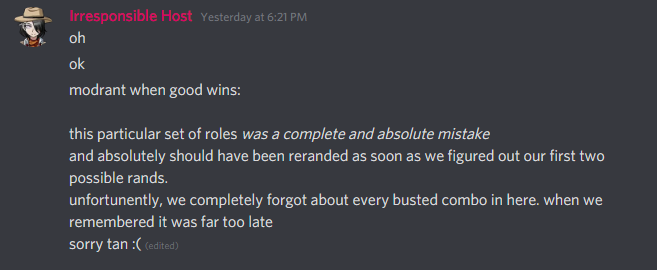 Irresponsible Host Yesterday at 6:21 PM
oh
ok
modrant when good wins:
this particular set of roles was a complete and absolute mistake
and absolutely should have been reranded as soon as we figured out our first two
possible rands.
unfortunently, we completely forgot about every busted combo in here. when we
remembered it was far too late
sorry tan :( (edited)